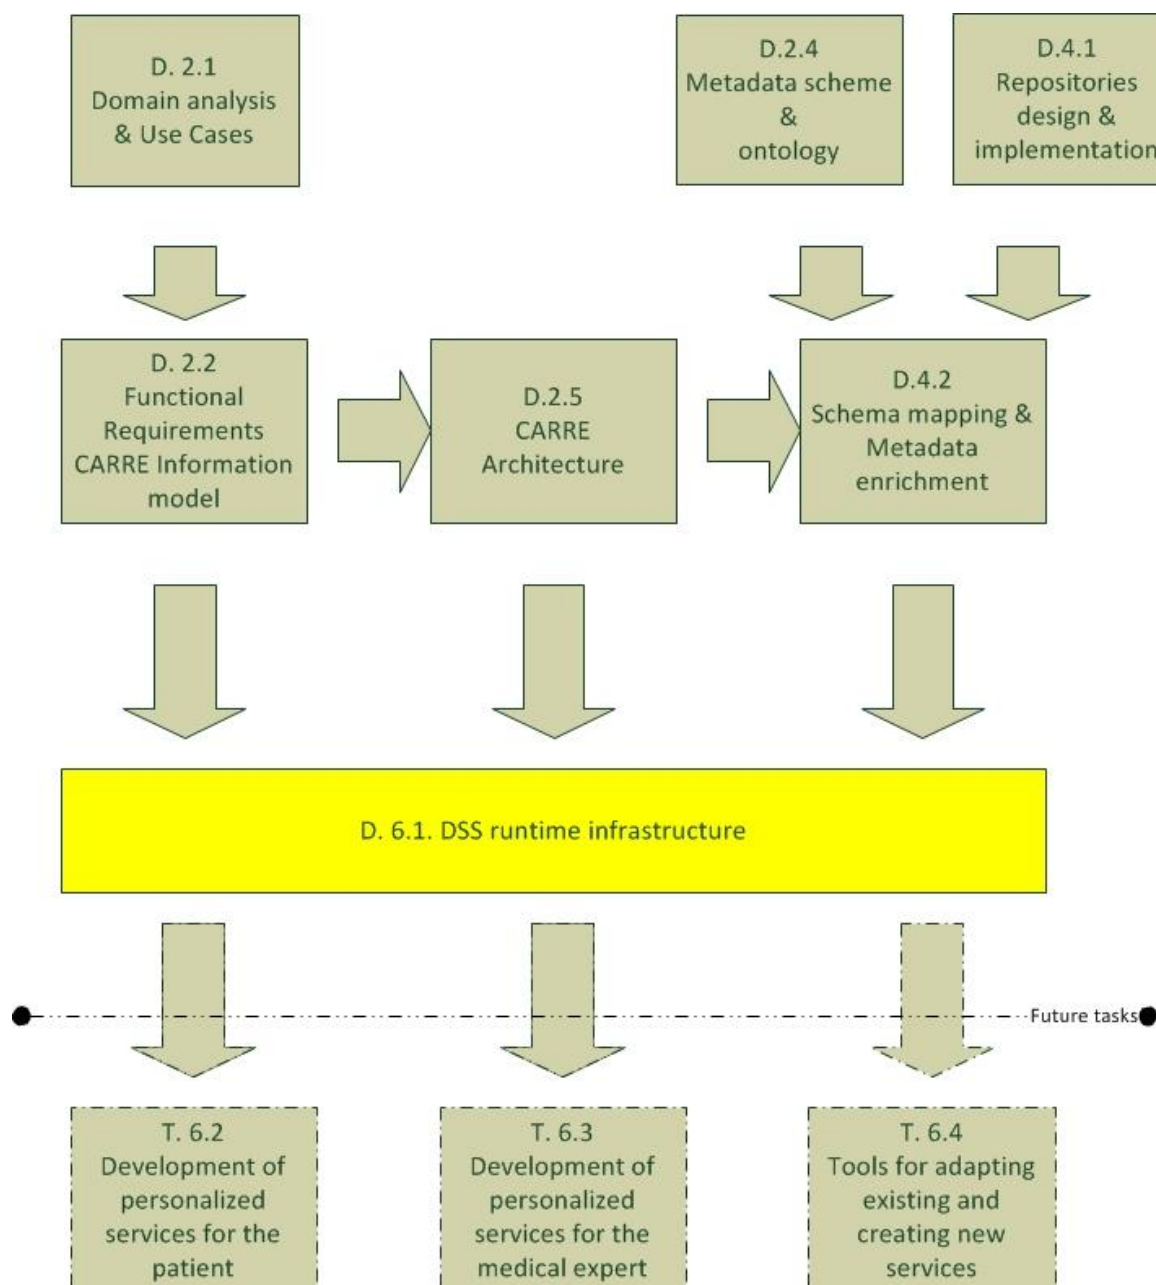 D. 2.1
Domain analysis
& Use Cases
D.2.4
Metadata scheme
&
ontology
D.4.1
Repositories
design &
implementation
D. 2.2
Functional
Requirements
CARRE Information
model
D.2.5
CARRE
Architecture
D.4.2
Schema mapping &
Metadata
enrichment
D. 6.1. DSS runtime infrastructure
Future tasks
T. 6.2
Development of
personalized
services for the
patient
T. 6.3
Development of
personalized
services for the
medical expert
T. 6.4
Tools for adapting
existing and
creating new
services